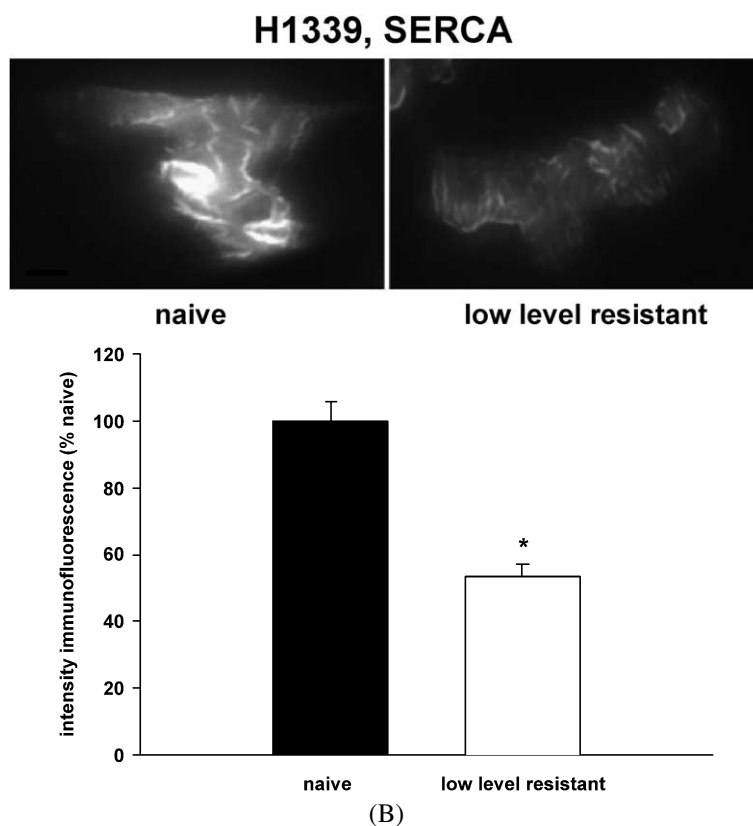 H1339, SERCA
naive
low level resistant
120
100
80
60
40
20
0
intensity immunofluorescence (% naive)
*
naive
low level resistant
(B)